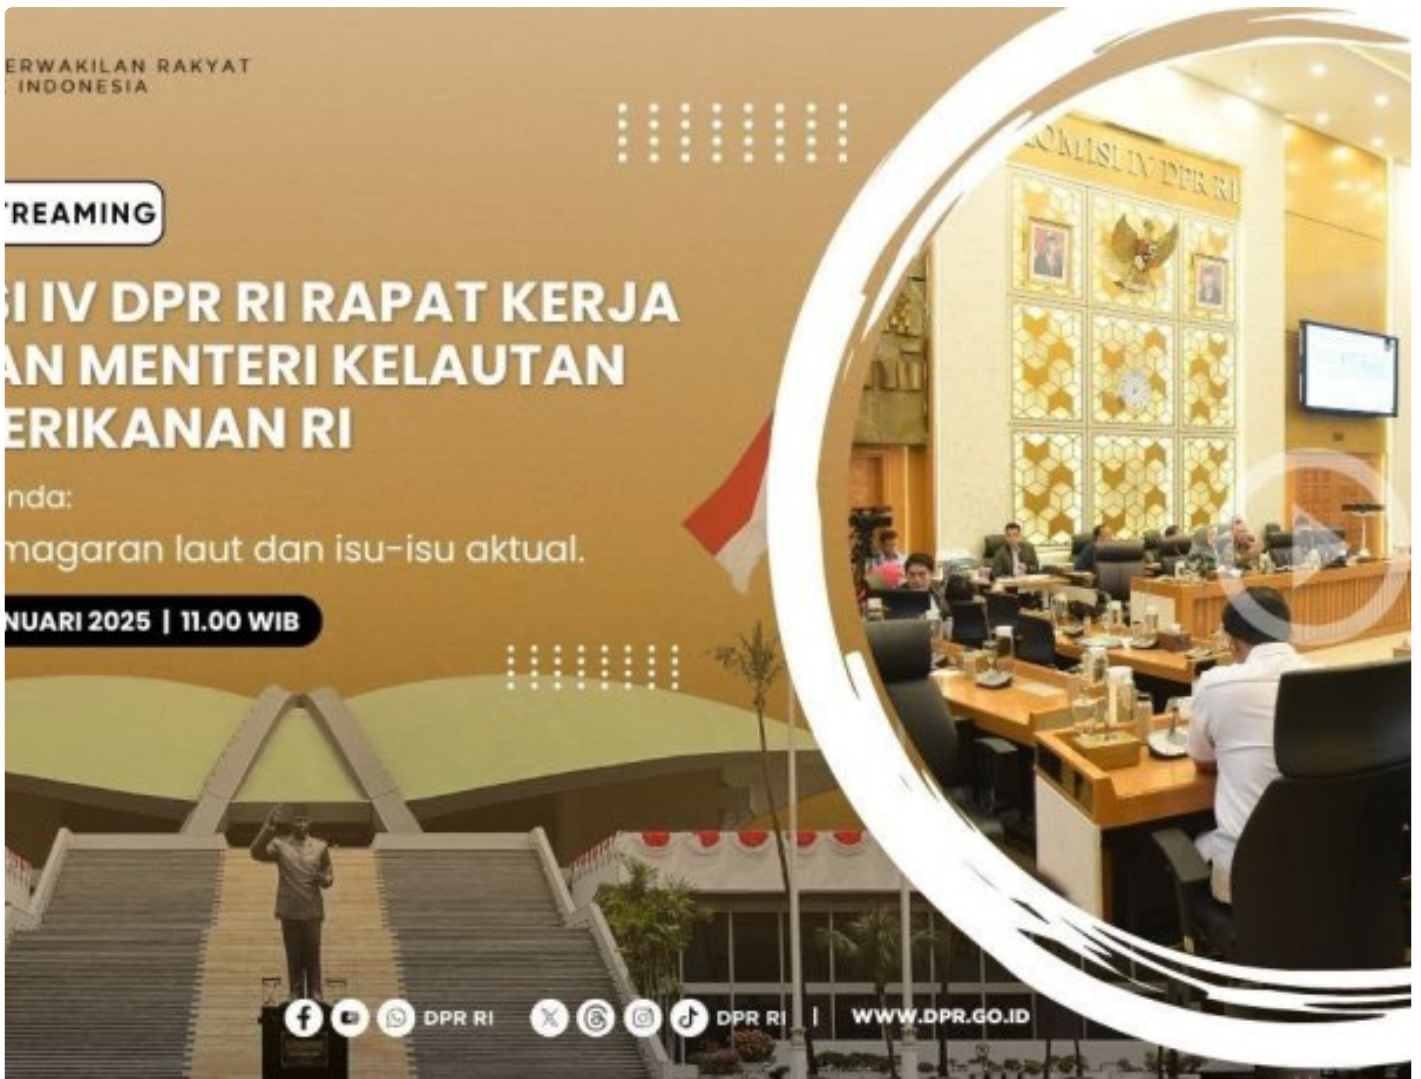 ERWAKILAN RAKYAT
INDONESIA
TREAMING
SI IV DPR RI RAPAT KERJA
AN MENTERI KELAUTAN
ERIKANAN RI
nda:
magaran laut dan isu-isu aktual.
NUARI 2025 | 11.00 WIB
KOMISI IV DPR RI
DPR RI
DPR RI | WWW.DPR.GO.ID